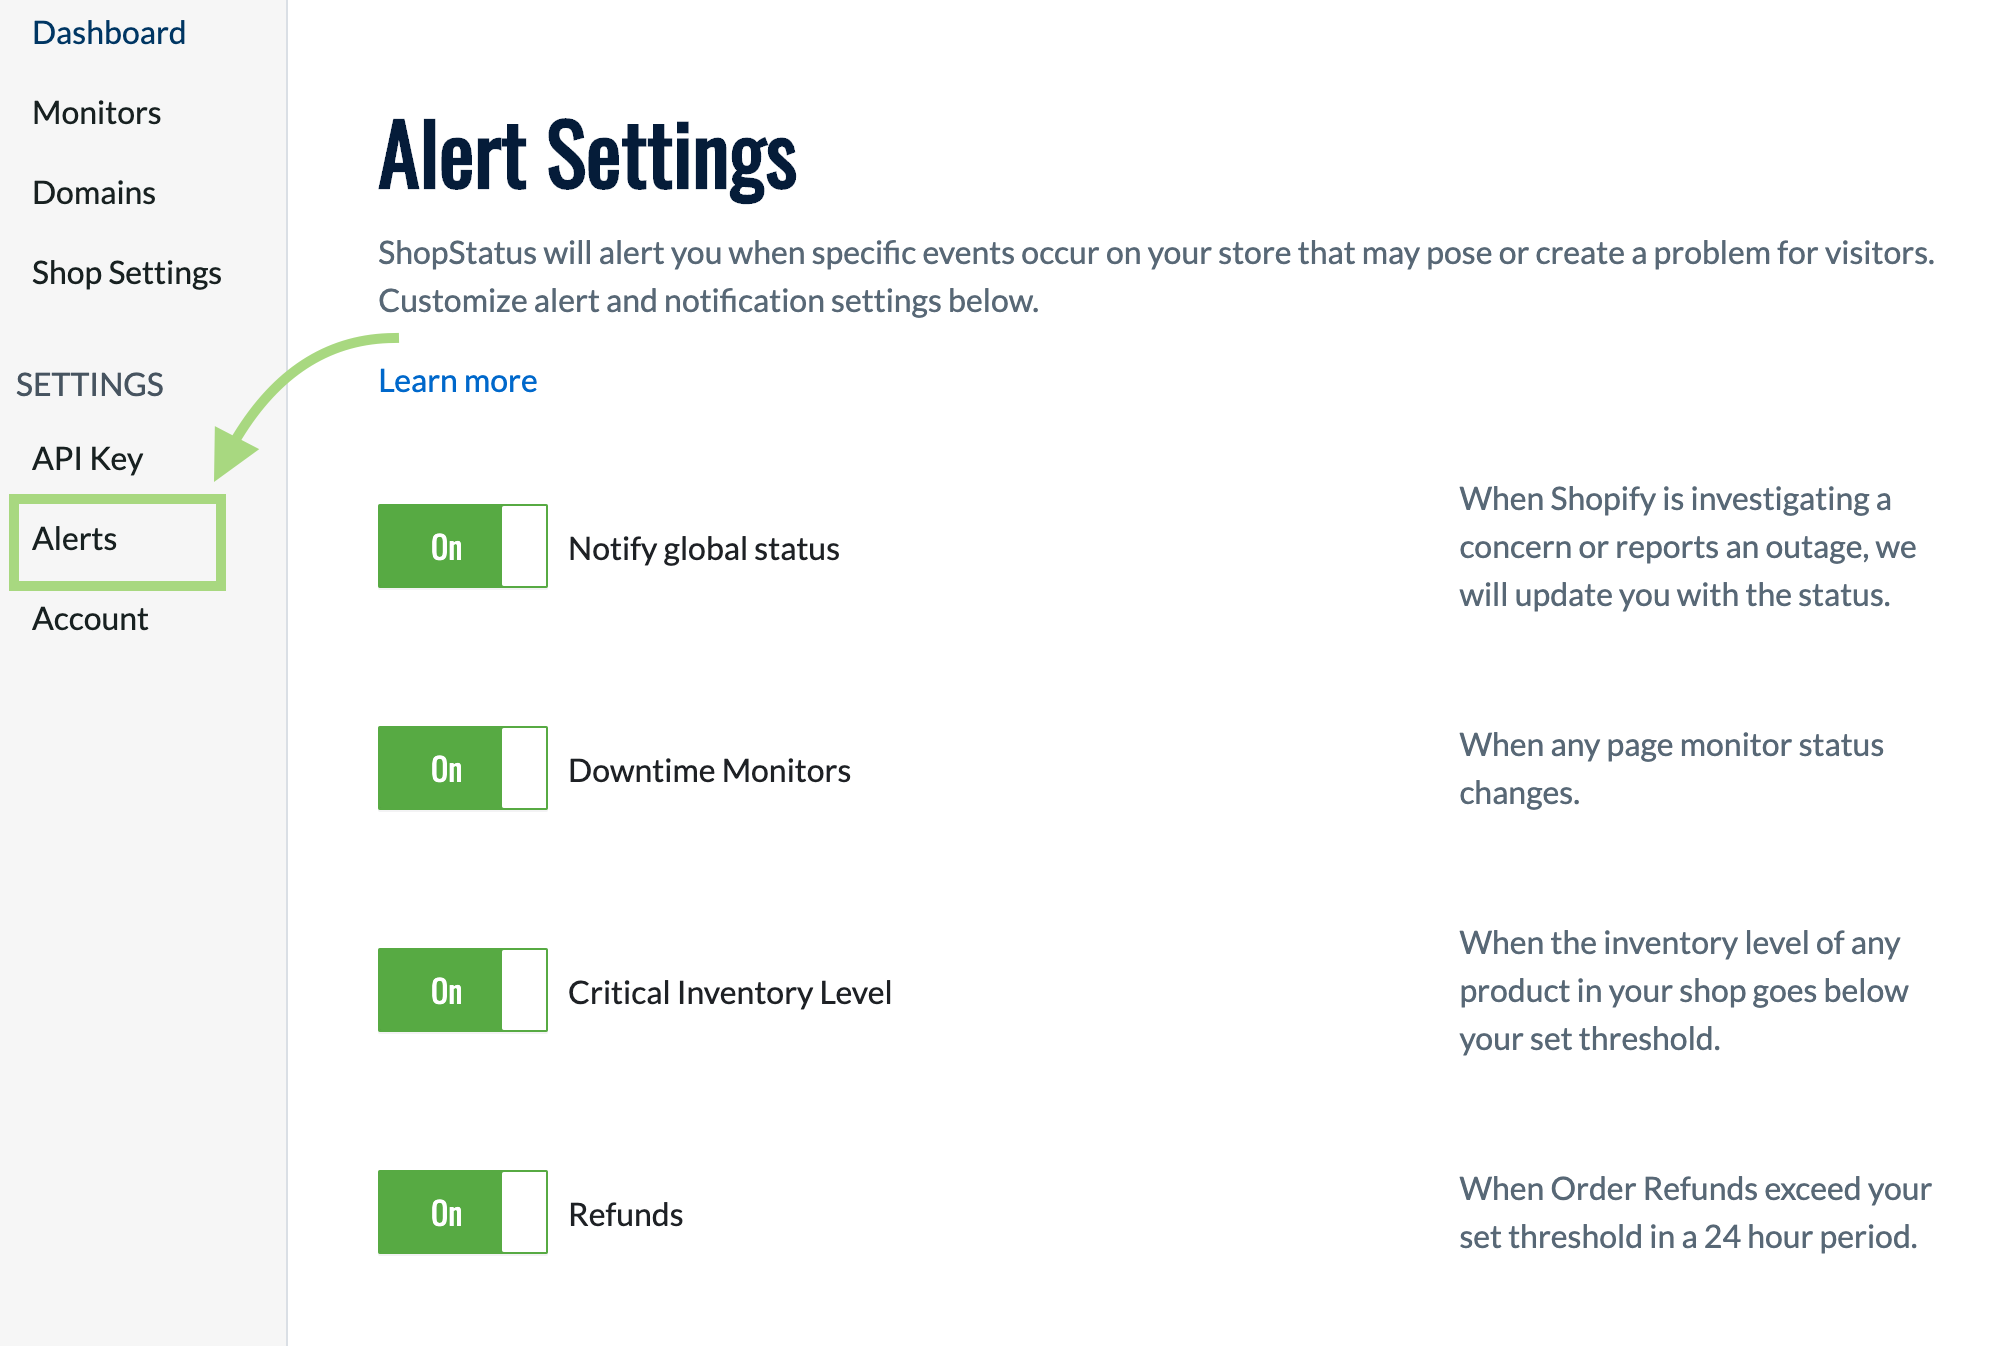 Dashboard
Monitors
Domains
Shop Settings
SETTINGS
API Key
Alerts
Account
Alert Settings
ShopStatus will alert you when specific events occur on your store that may pose or create a problem for visitors.
Customize alert and notification settings below.
Learn more
On
Notify global status
When Shopify is investigating a
concern or reports an outage, we
will update you with the status.
On
Downtime Monitors
When any page monitor status
changes.
On
Critical Inventory Level
When the inventory level of any
product in your shop goes below
your set threshold.
On
Refunds
When Order Refunds exceed your
set threshold in a 24 hour period.